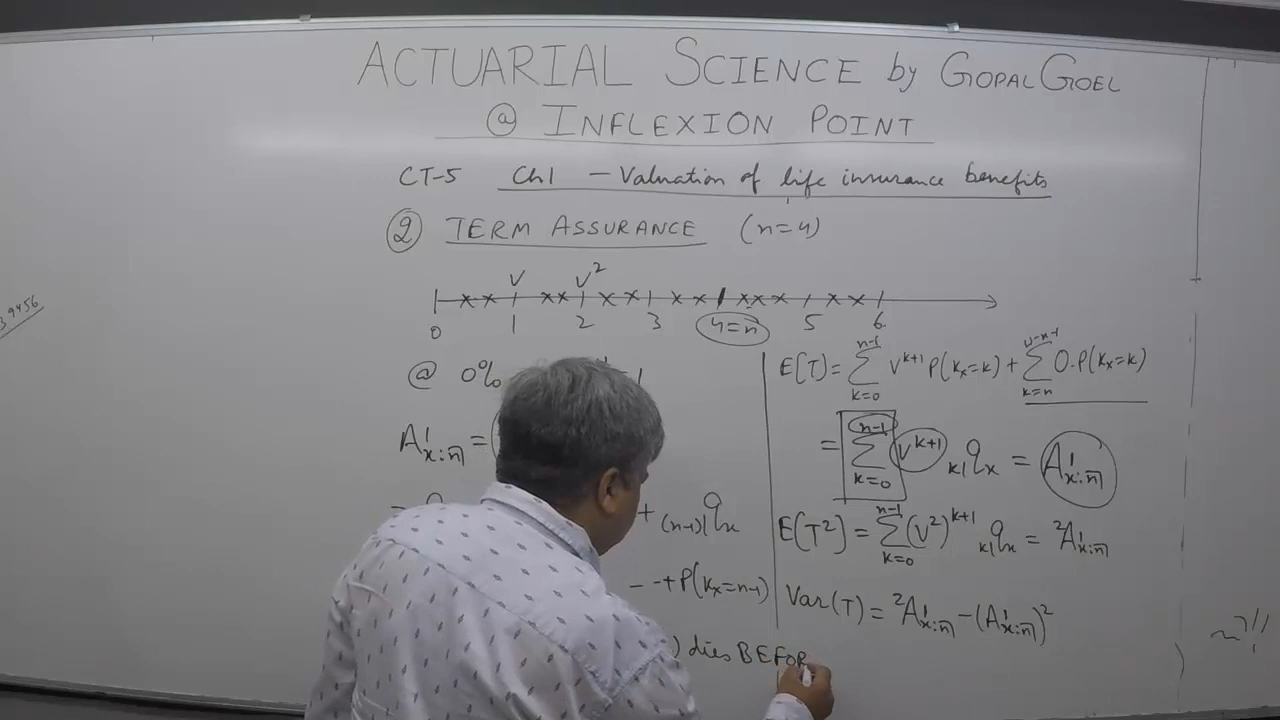 ACTUARIAL SCIENCE by GOPAL GOEL
@ INFLEXION POINT
CT-5 Ch1 – Valuation of life insurance benefits
② TERM ASSURANCE (n=4)
V V²
0 1 2 3 4=n 5 6
@ 0%
A¹ₓ:n̅| =
+ (n-1)|qₓ
- - + P(Kₓ=n-1)
) dies BEFOR
E(T) = Σ_{k=0}^{n-1} V^{k+1} P(Kₓ=k) + Σ_{k=n}^{ω-x-1} 0·P(Kₓ=k)
= Σ_{k=0}^{n-1} V^{k+1} k|qₓ = A¹ₓ:n̅|
E(T²) = Σ_{k=0}^{n-1} (V²)^{k+1} k|qₓ = ²A¹ₓ:n̅|
Var(T) = ²A¹ₓ:n̅| – (A¹ₓ:n̅|)²